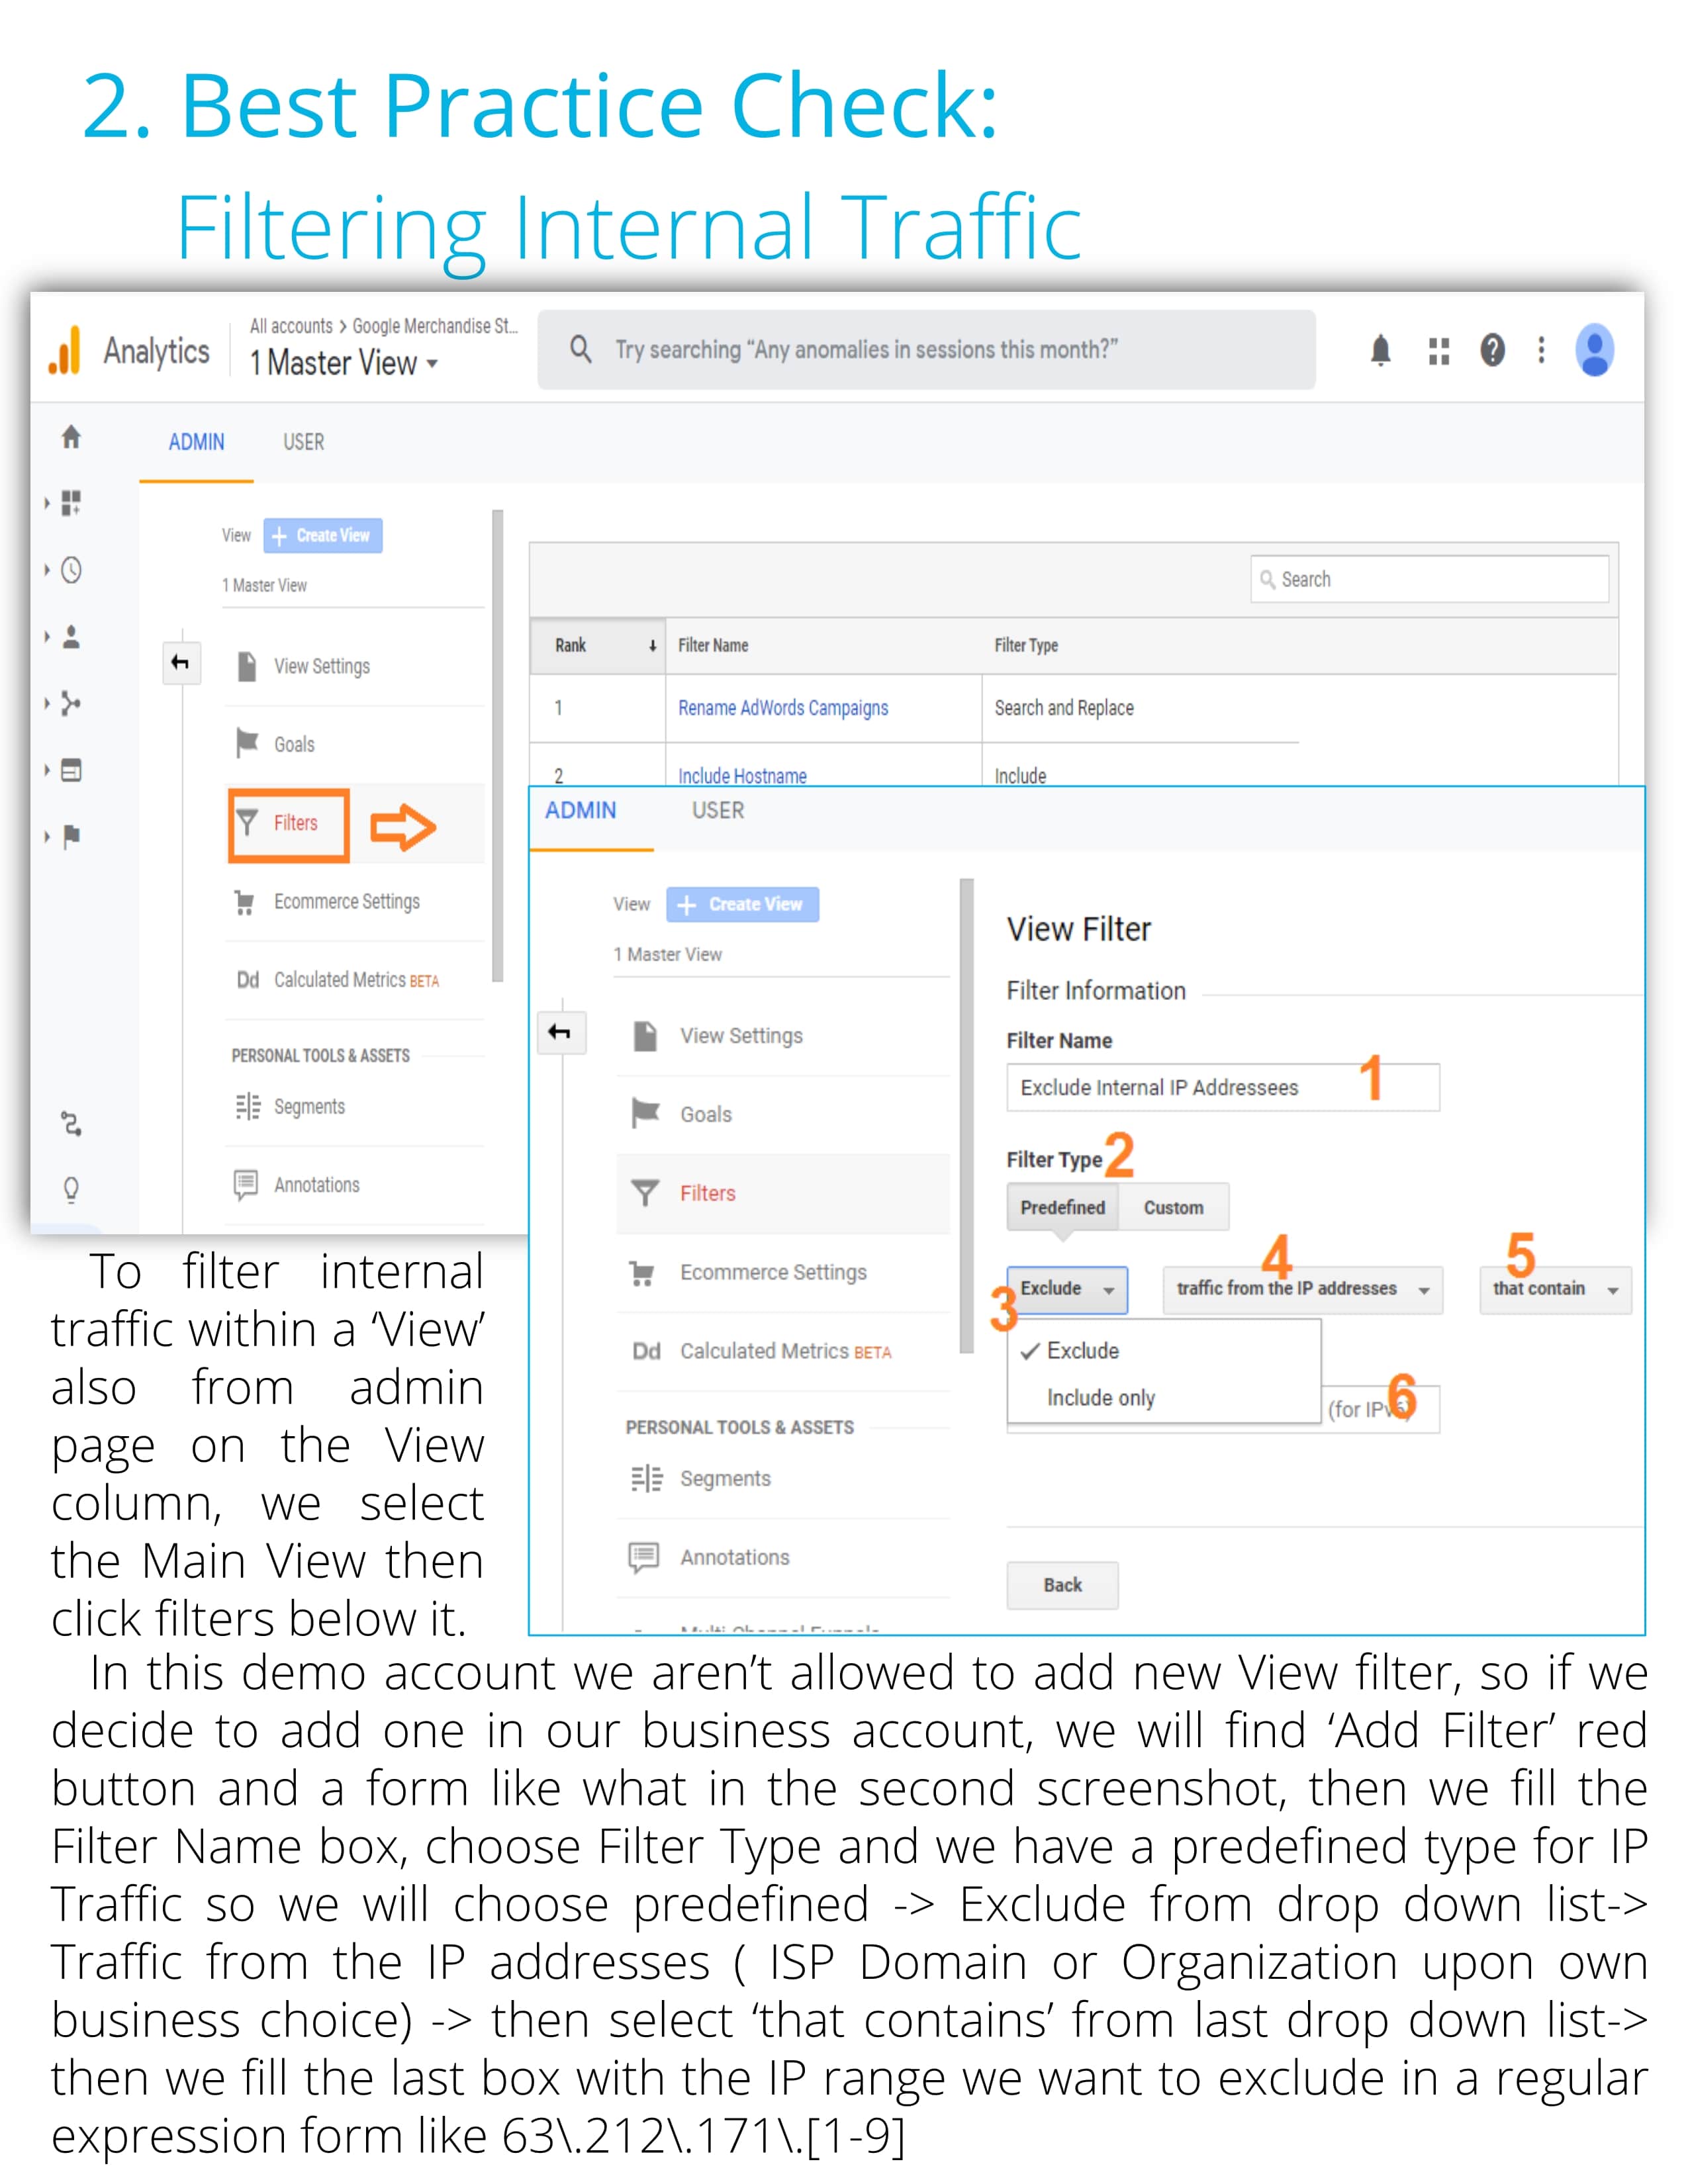 2. Best Practice Check:
Filtering Internal Traffic
Analytics
All accounts > Google Merchandise St...
1 Master View
Try searching “Any anomalies in sessions this month?”
ADMIN USER
View + Create View
1 Master View
View Settings
Goals
Filters
Ecommerce Settings
Dd Calculated Metrics BETA
PERSONAL TOOLS & ASSETS
Segments
Annotations
Search
Rank Filter Name Filter Type
1 Rename AdWords Campaigns Search and Replace
2 Include Hostname Include
ADMIN USER
View + Create View
1 Master View
View Settings
Goals
Filters
Ecommerce Settings
Dd Calculated Metrics BETA
PERSONAL TOOLS & ASSETS
Segments
Annotations
Multi-Channel Funnels
View Filter
Filter Information
Filter Name
Exclude Internal IP Addressees 1
Filter Type 2
Predefined Custom
3 Exclude 4 traffic from the IP addresses 5 that contain
Exclude
Include only
(for IPv6) 6
Back
To filter internal
traffic within a ‘View’
also from admin
page on the View
column, we select
the Main View then
click filters below it.
In this demo account we aren’t allowed to add new View filter, so if we
decide to add one in our business account, we will find ‘Add Filter’ red
button and a form like what in the second screenshot, then we fill the
Filter Name box, choose Filter Type and we have a predefined type for IP
Traffic so we will choose predefined -> Exclude from drop down list->
Traffic from the IP addresses ( ISP Domain or Organization upon own
business choice) -> then select ‘that contains’ from last drop down list->
then we fill the last box with the IP range we want to exclude in a regular
expression form like 63\.212\.171\.[1-9]